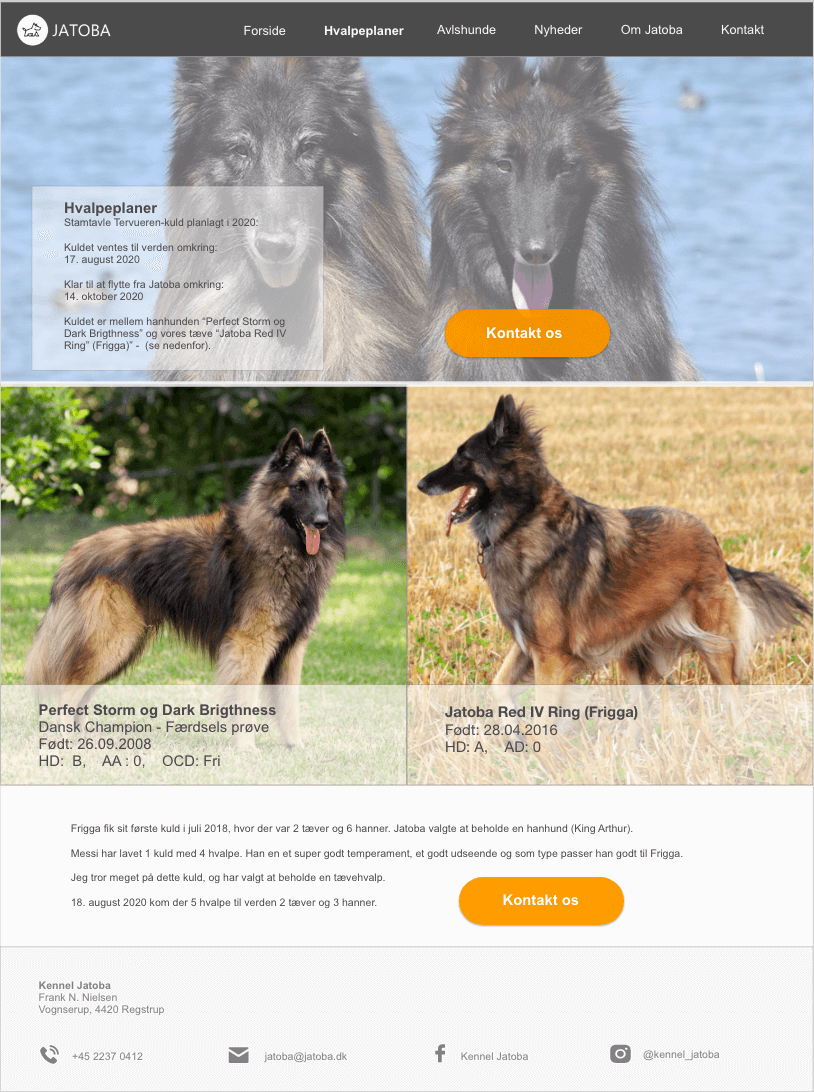 JATOBA
Forside Hvalpeplaner Avlshunde Nyheder Om Jatoba Kontakt
Hvalpeplaner
Stamtavle Tervueren-kuld planlagt i 2020:
Kuldet ventes til verden omkring:
17. august 2020
Klar til at flytte fra Jatoba omkring:
14. oktober 2020
Kuldet er mellem hanhunden “Perfect Storm og
Dark Brigthness” og vores tæve “Jatoba Red IV
Ring” (Frigga)” - (se nedenfor).
Kontakt os
Perfect Storm og Dark Brigthness
Dansk Champion - Færdsels prøve
Født: 26.09.2008
HD: B, AA : 0, OCD: Fri
Jatoba Red IV Ring (Frigga)
Født: 28.04.2016
HD: A, AD: 0
Frigga fik sit første kuld i juli 2018, hvor der var 2 tæver og 6 hanner. Jatoba valgte at beholde en hanhund (King Arthur).
Messi har lavet 1 kuld med 4 hvalpe. Han en et super godt temperament, et godt udseende og som type passer han godt til Frigga.
Jeg tror meget på dette kuld, og har valgt at beholde en tævehvalp.
18. august 2020 kom der 5 hvalpe til verden 2 tæver og 3 hanner.
Kontakt os
Kennel Jatoba
Frank N. Nielsen
Vognserup, 4420 Regstrup
+45 2237 0412
jatoba@jatoba.dk
Kennel Jatoba
@kennel_jatoba